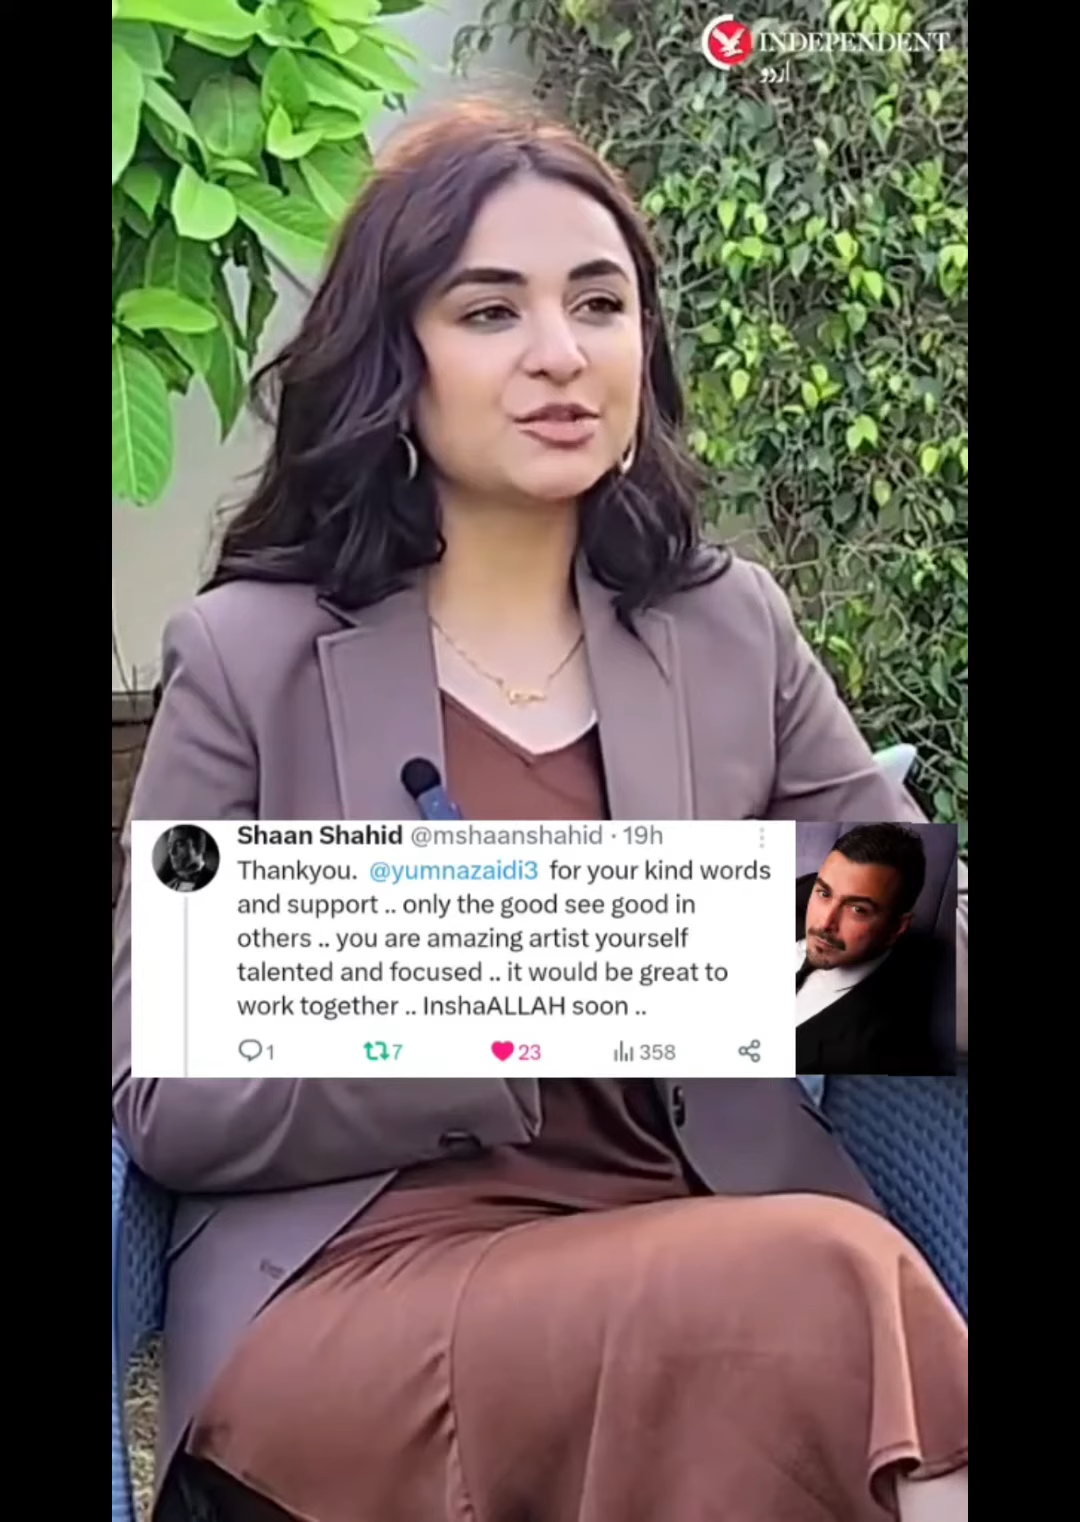 INDEPENDENT
اردو
Shaan Shahid @mshaanshahid · 19h
Thankyou. @yumnazaidi3 for your kind words
and support .. only the good see good in
others .. you are amazing artist yourself
talented and focused .. it would be great to
work together .. InshaALLAH soon ..
1 7 23 358